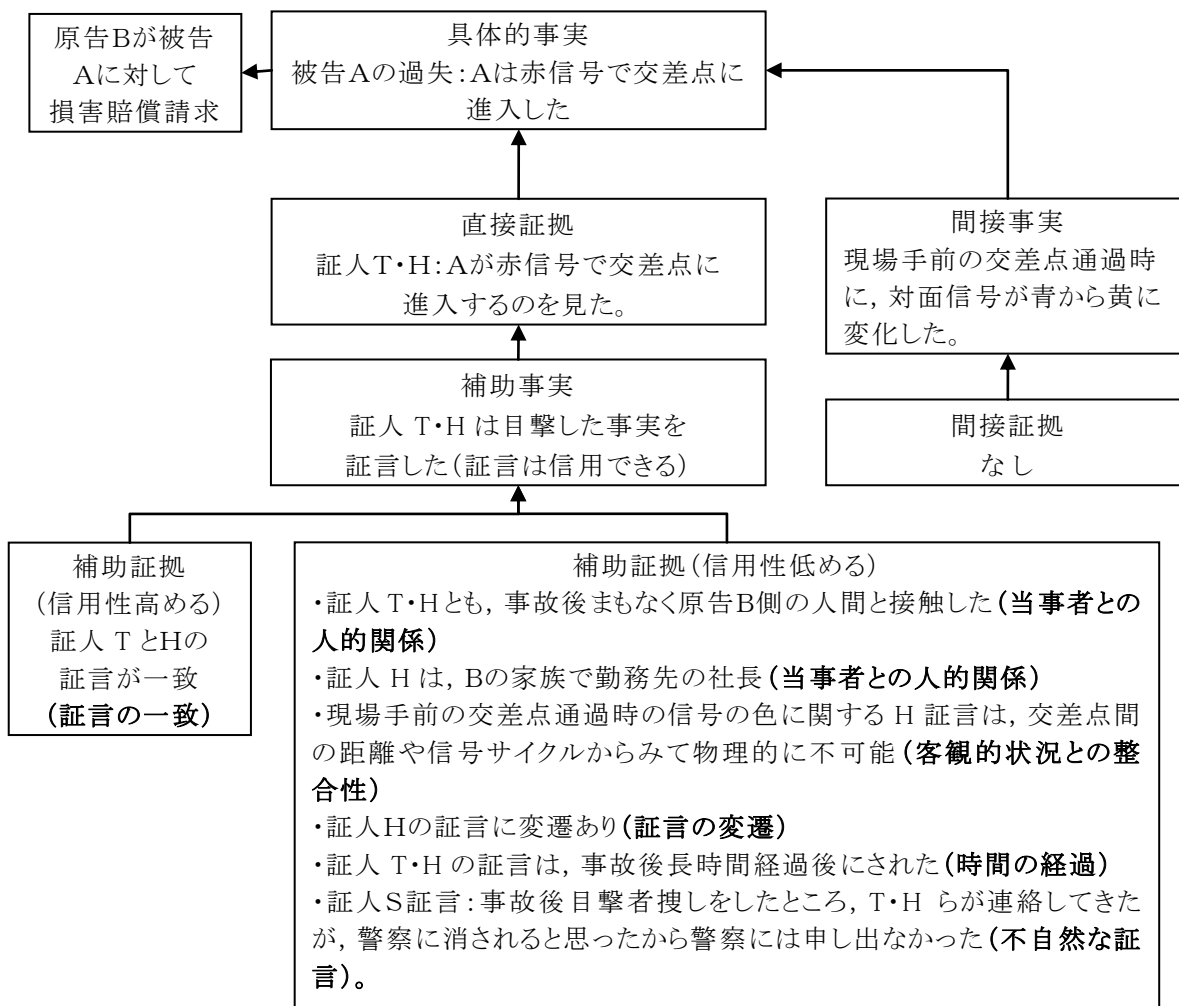 原告Bが被告
Aに対して
損害賠償請求
具体的事実
被告Aの過失:Aは赤信号で交差点に
進入した
直接証拠
証人T・H:Aが赤信号で交差点に
進入するのを見た。
間接事実
現場手前の交差点通過時
に,対面信号が青から黄に
変化した。
補助事実
証人 T・H は目撃した事実を
証言した(証言は信用できる)
間接証拠
なし
補助証拠
(信用性高める)
証人 T とHの
証言が一致
(証言の一致)
補助証拠(信用性低める)
・証人T・Hとも,事故後まもなく原告B側の人間と接触した(当事者との
人的関係)
・証人 H は,Bの家族で勤務先の社長(当事者との人的関係)
・現場手前の交差点通過時の信号の色に関する H 証言は,交差点間
の距離や信号サイクルからみて物理的に不可能(客観的状況との整
合性)
・証人Hの証言に変遷あり(証言の変遷)
・証人 T・H の証言は,事故後長時間経過後にされた(時間の経過)
・証人S証言:事故後目撃者捜しをしたところ,T・H らが連絡してきた
が,警察に消されると思ったから警察には申し出なかった(不自然な証
言)。